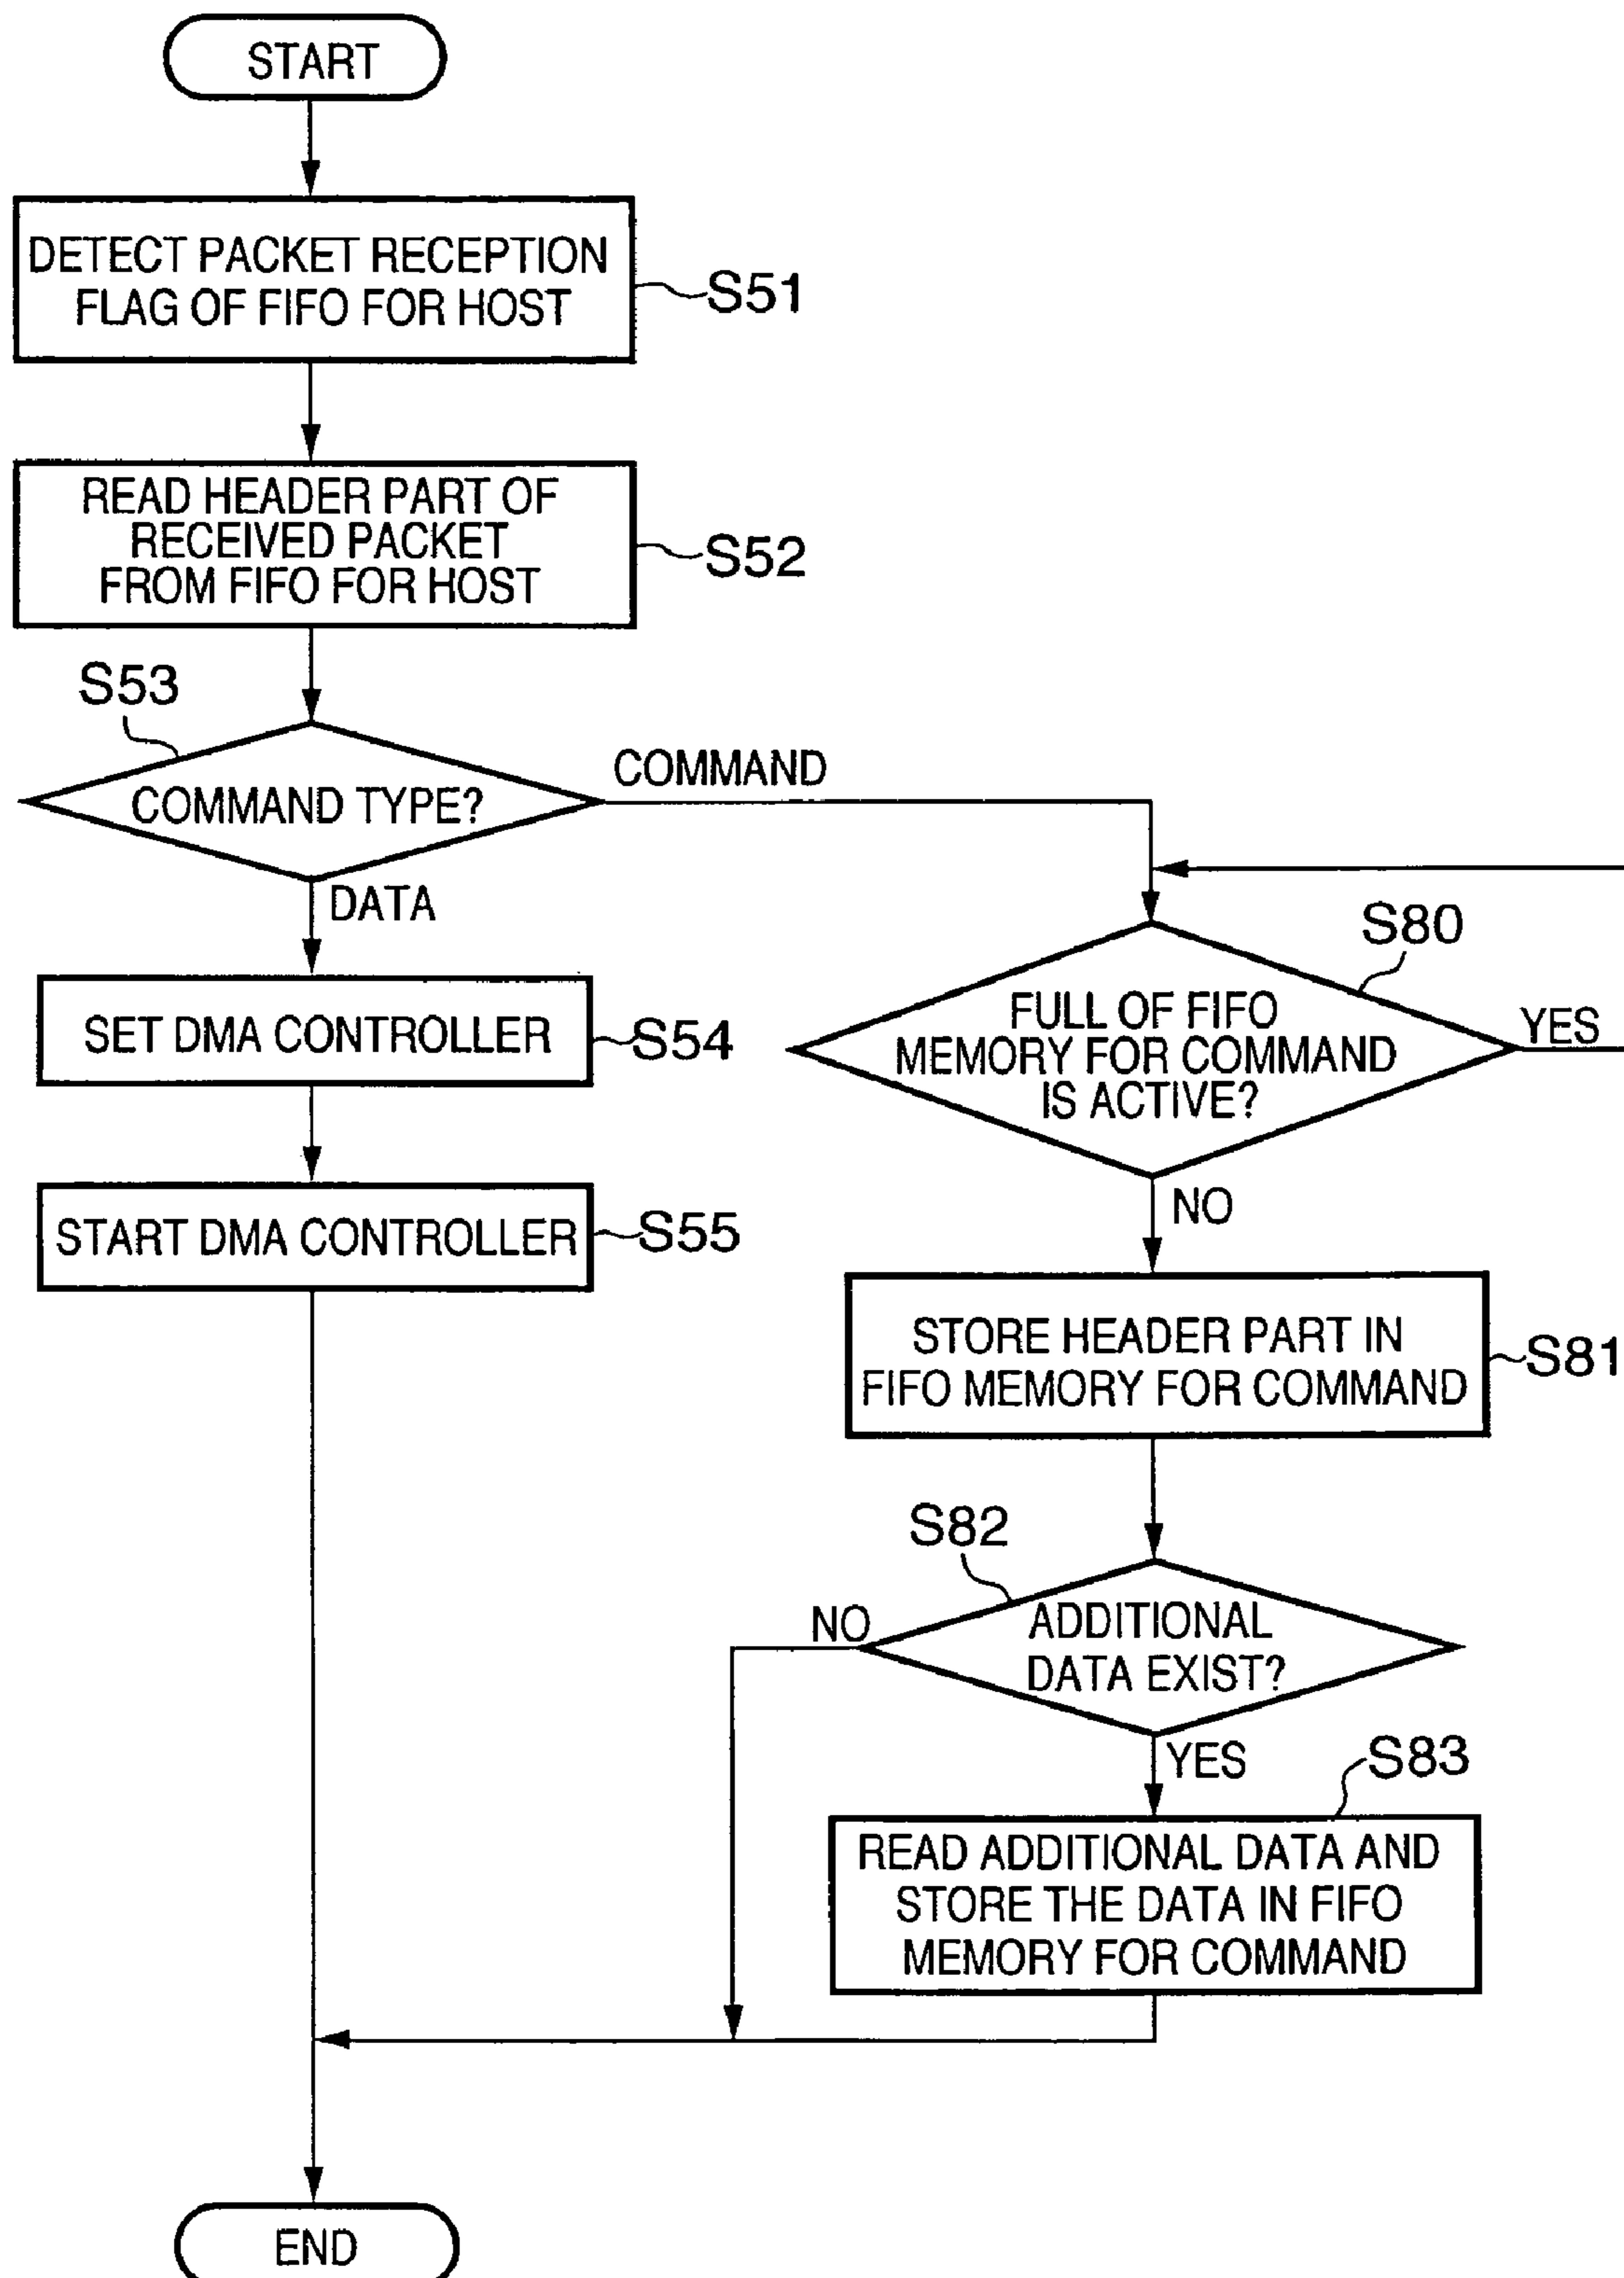 START
DETECT PACKET RECEPTION
FLAG OF FIFO FOR HOST
S51
READ HEADER PART OF
RECEIVED PACKET
FROM FIFO FOR HOST
S52
S53
COMMAND TYPE?
COMMAND
DATA
SET DMA CONTROLLER
S54
START DMA CONTROLLER
S55
S80
FULL OF FIFO
MEMORY FOR COMMAND
IS ACTIVE?
YES
NO
STORE HEADER PART IN
FIFO MEMORY FOR COMMAND
S81
S82
ADDITIONAL
DATA EXIST?
NO
YES
S83
READ ADDITIONAL DATA AND
STORE THE DATA IN FIFO
MEMORY FOR COMMAND
END